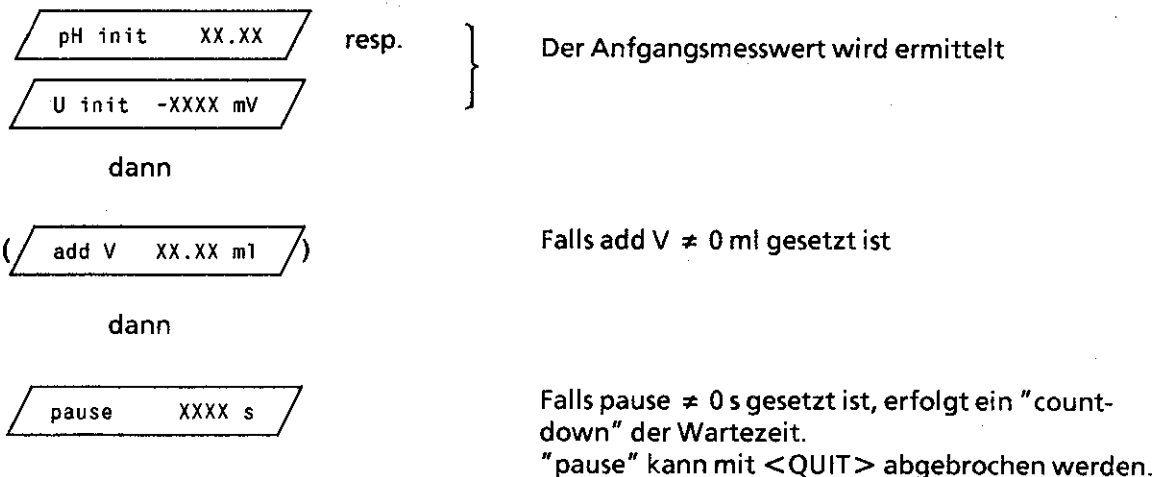 pH init XX.XX resp. Der Anfgangsmesswert wird ermittelt
U init -XXXX mV
dann
( add V XX.XX ml ) Falls add V ≠ 0 ml gesetzt ist
dann
pause XXXX s Falls pause ≠ 0 s gesetzt ist, erfolgt ein "count-
down" der Wartezeit.
"pause" kann mit <QUIT> abgebrochen werden.